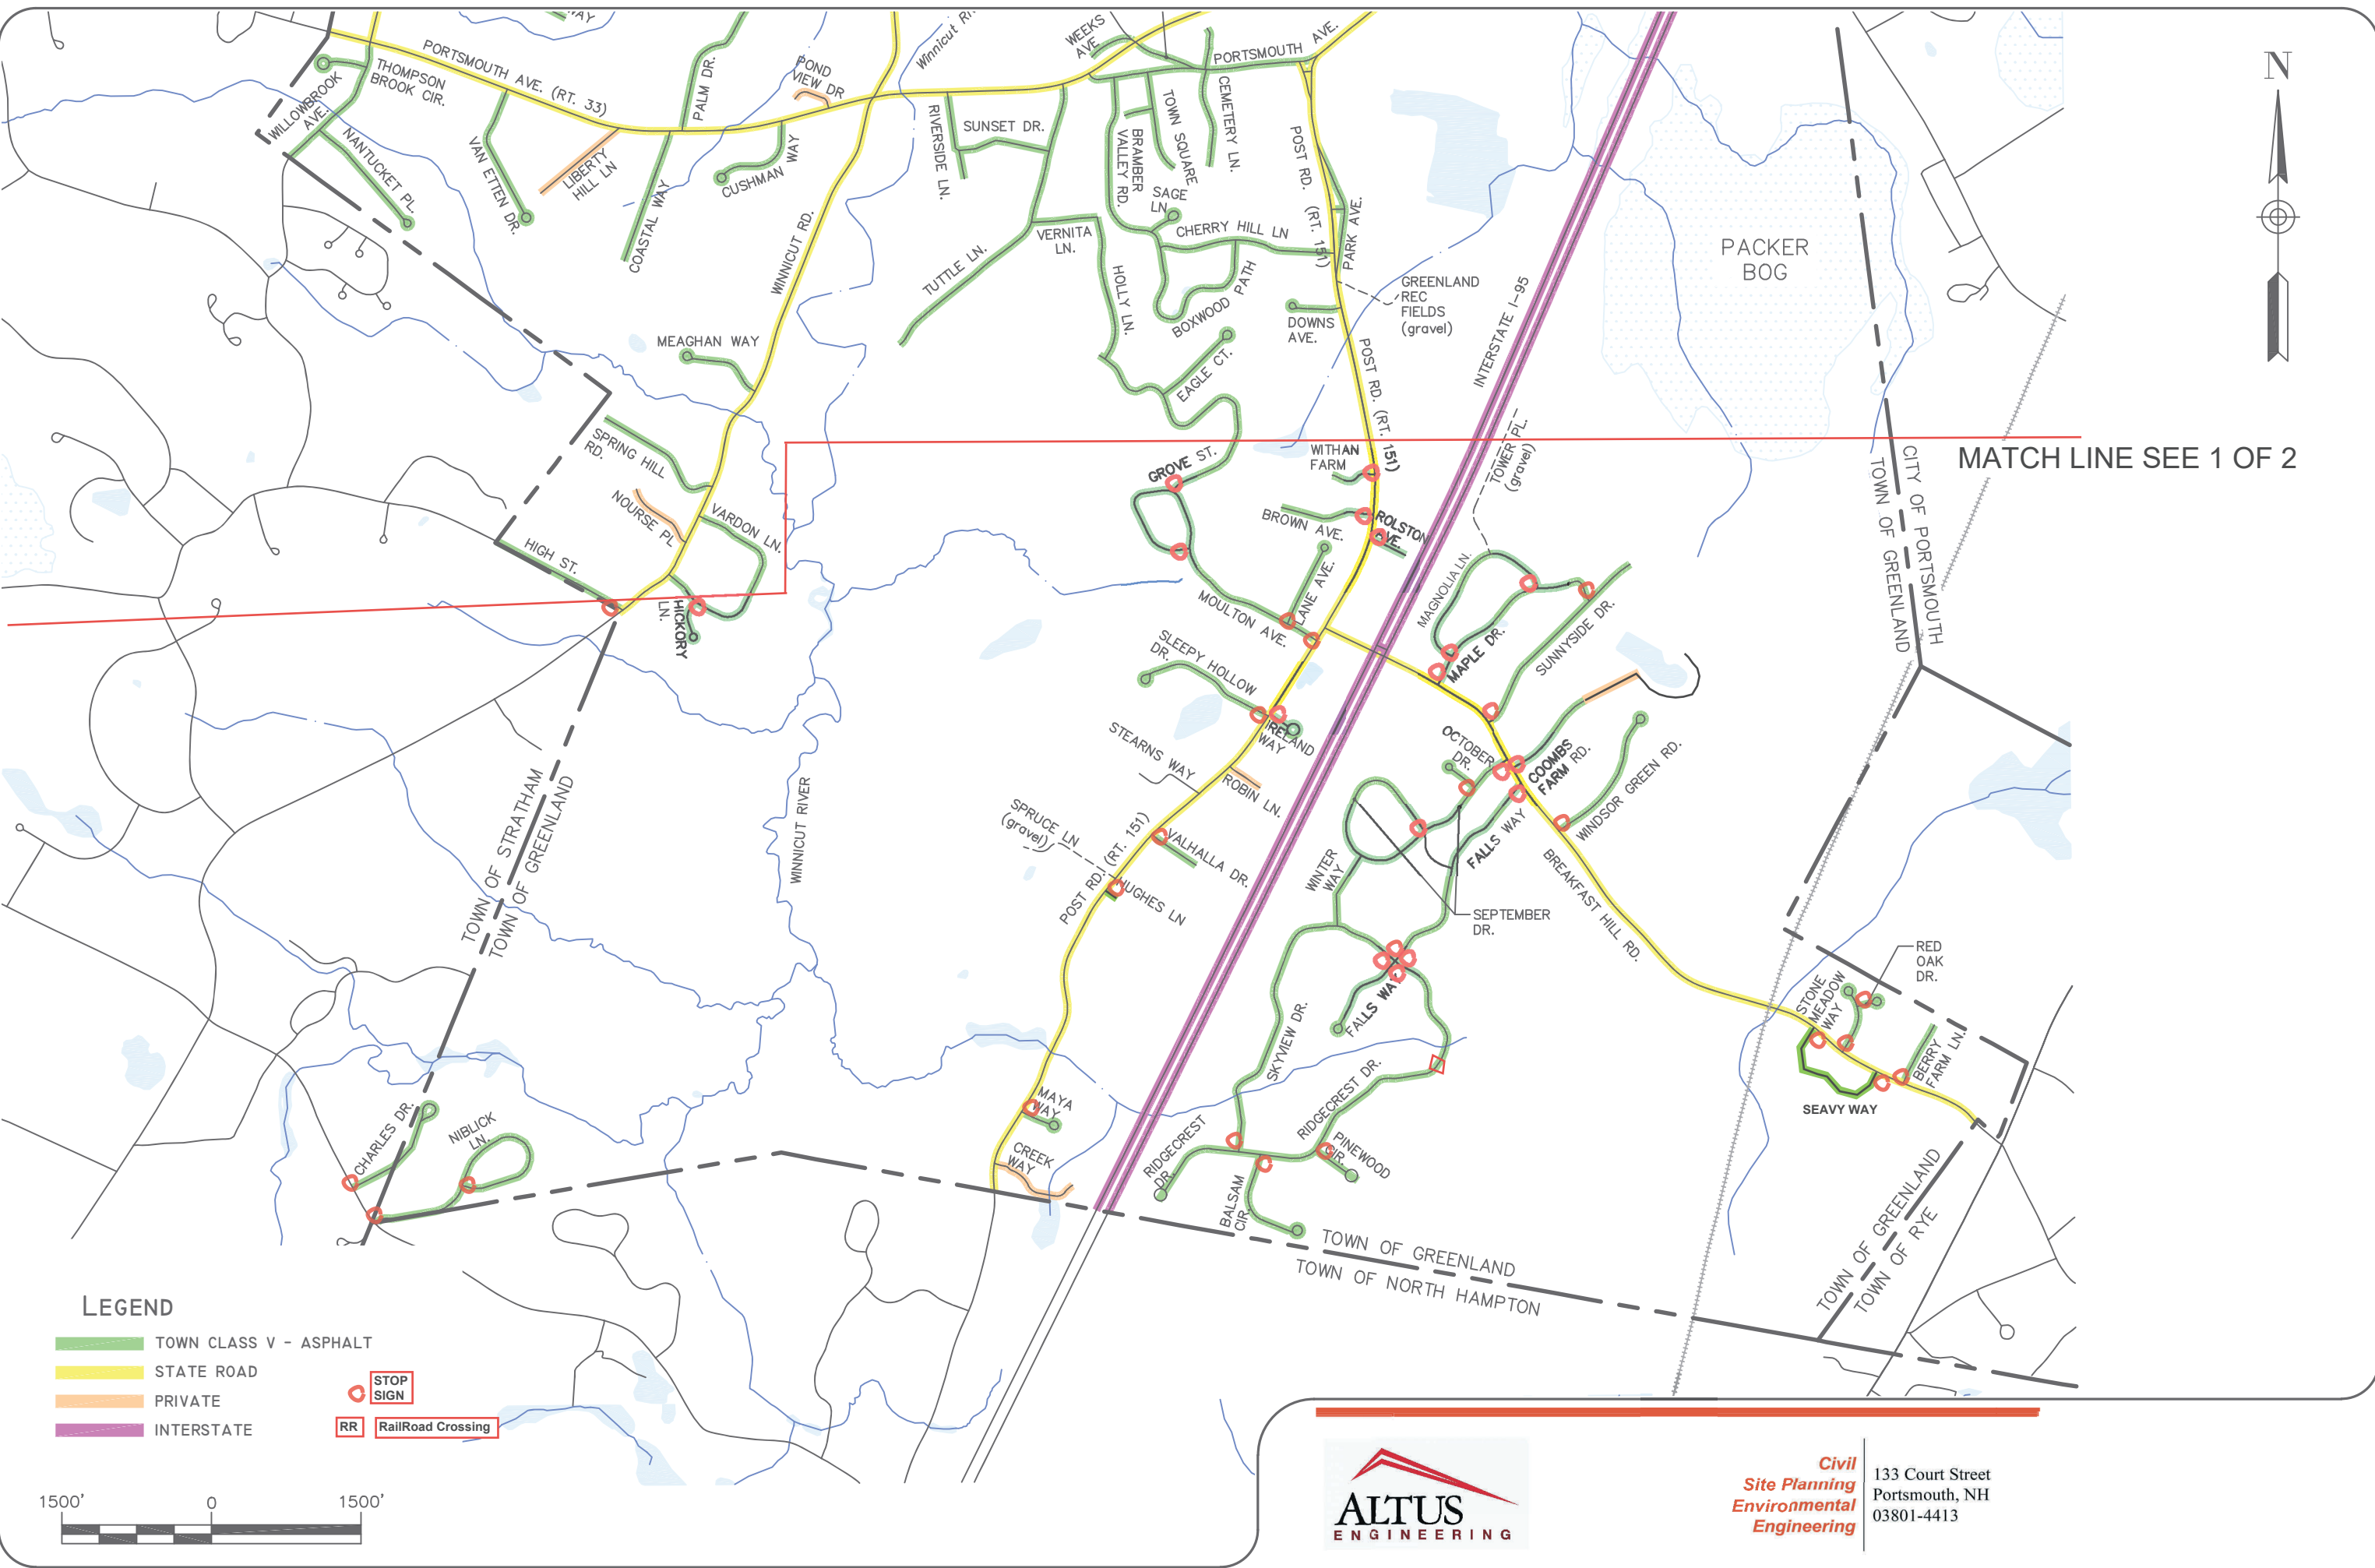 WAY
Winnicut
WEEKS
AVE
PORTSMOUTH AVE.
PORTSMOUTH AVE. (RT. 33)
THOMPSON
BROOK CIR.
WILLOWBROOK
AVE.
NANTUCKET PL.
VAN ETTEN DR.
LIBERTY
HILL LN
PALM DR.
POND
VIEW DR
COASTAL WAY
CUSHMAN WAY
WINNICUT RD.
RIVERSIDE LN.
SUNSET DR.
BRAMBER
VALLEY RD.
TOWN SQUARE
CEMETERY LN.
SAGE
LN
POST RD. (RT. 151)
PARK AVE.
CHERRY HILL LN
VERNITA
LN.
TUTTLE LN.
HOLLY LN.
BOXWOOD PATH
GREENLAND
REC
FIELDS
(gravel)
DOWNS
AVE.
EAGLE CT.
MEAGHAN WAY
INTERSTATE I-95
PACKER
BOG
N
POST RD. (RT. 151)
SPRING HILL
RD.
NOURSE PL
VARDON LN.
HIGH ST.
HICKORY
LN.
GROVE ST.
WITHAN
FARM
TOWER PL.
(gravel)
MATCH LINE SEE 1 OF 2
CITY OF PORTSMOUTH
TOWN OF GREENLAND
BROWN AVE.
ROLSTON
AVE.
LANE AVE.
MOULTON AVE.
MAGNOLIA LN.
MAPLE DR.
SUNNYSIDE DR.
SLEEPY HOLLOW
DR.
IRELAND
WAY
STEARNS WAY
ROBIN LN.
OCTOBER
DR.
COOMBS
FARM RD.
WINDSOR GREEN RD.
SPRUCE LN
(gravel)
POST RD. (RT. 151)
VALHALLA DR.
HUGHES LN
WINNICUT RIVER
TOWN OF STRATHAM
TOWN OF GREENLAND
WINTER
WAY
FALLS WAY
SEPTEMBER
DR.
BREAKFAST HILL RD.
FALLS WAY
SKYVIEW DR.
RED
OAK
DR.
STONE
MEADOW
WAY
BERRY
FARM LN.
SEAVY WAY
RIDGECREST DR.
CHARLES DR.
NIBLICK
LN.
MAYA
WAY
CREEK
WAY
RIDGECREST
DR.
PINEWOOD
CIR.
BALSAM
CIR.
TOWN OF GREENLAND
TOWN OF NORTH HAMPTON
TOWN OF GREENLAND
TOWN OF RYE
LEGEND
TOWN CLASS V - ASPHALT
STATE ROAD
PRIVATE
INTERSTATE
STOP
SIGN
RR
RailRoad Crossing
1500'
0
1500'
ALTUS
ENGINEERING
Civil
Site Planning
Environmental
Engineering
133 Court Street
Portsmouth, NH
03801-4413